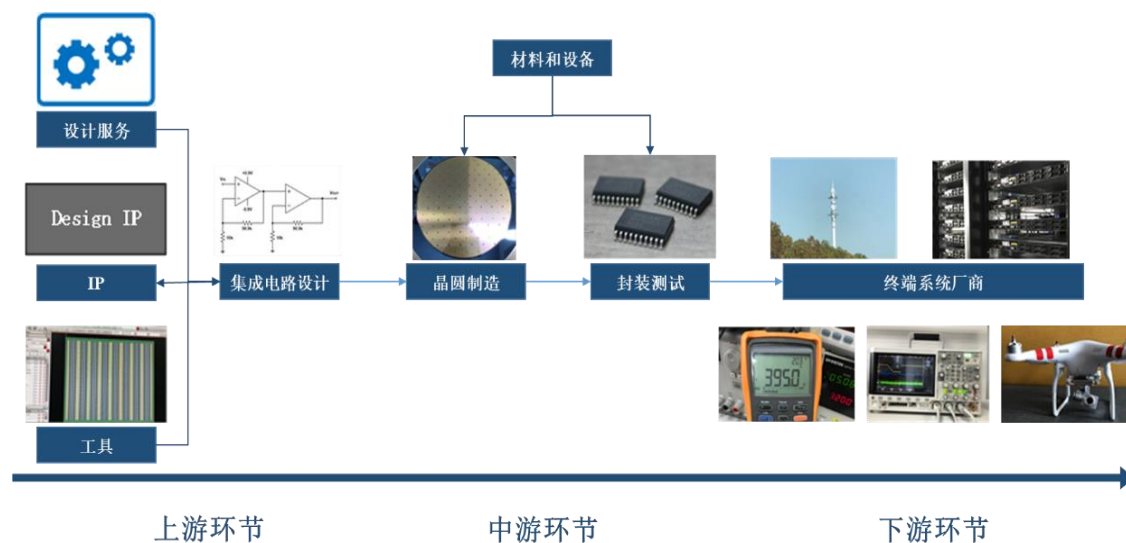 材料和设备
设计服务
Design IP
IP
集成电路设计
晶圆制造
封装测试
终端系统厂商
395.0
工具
上游环节
中游环节
下游环节